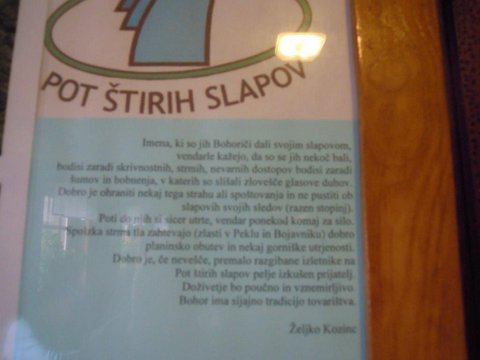 POT ŠTIRIH SLAPOV
Imena, ki so jih Bohoriči dali svojim slapovom,
vendarle kažejo, da so se jih nekoč bali,
bodisi zaradi skrivnostnih, strmih, nevarnih dostopov bodisi zaradi
šumov in bobnenja, v katerih so slišali zlovešče glasove duhov.
Dobro je ohraniti nekaj tega strahu ali spoštovanja in ne pustiti ob
slapovih svojih sledov (razen stopinj).
Poti do njih si sicer utrte, vendar ponekod komaj za silo.
Spolzka strma tla zahtevajo (zlasti v Peklu in Bojavniku) dobro
planinsko obutev in nekaj gorniške utrjenosti.
Dobro je, če nevešče, premalo razgibane izletnike na
Pot štirih slapov pelje izkušen prijatelj.
Doživetje bo poučno in vznemirljivo.
Bohor ima sijajno tradicijo tovarištva.
Željko Kozinc